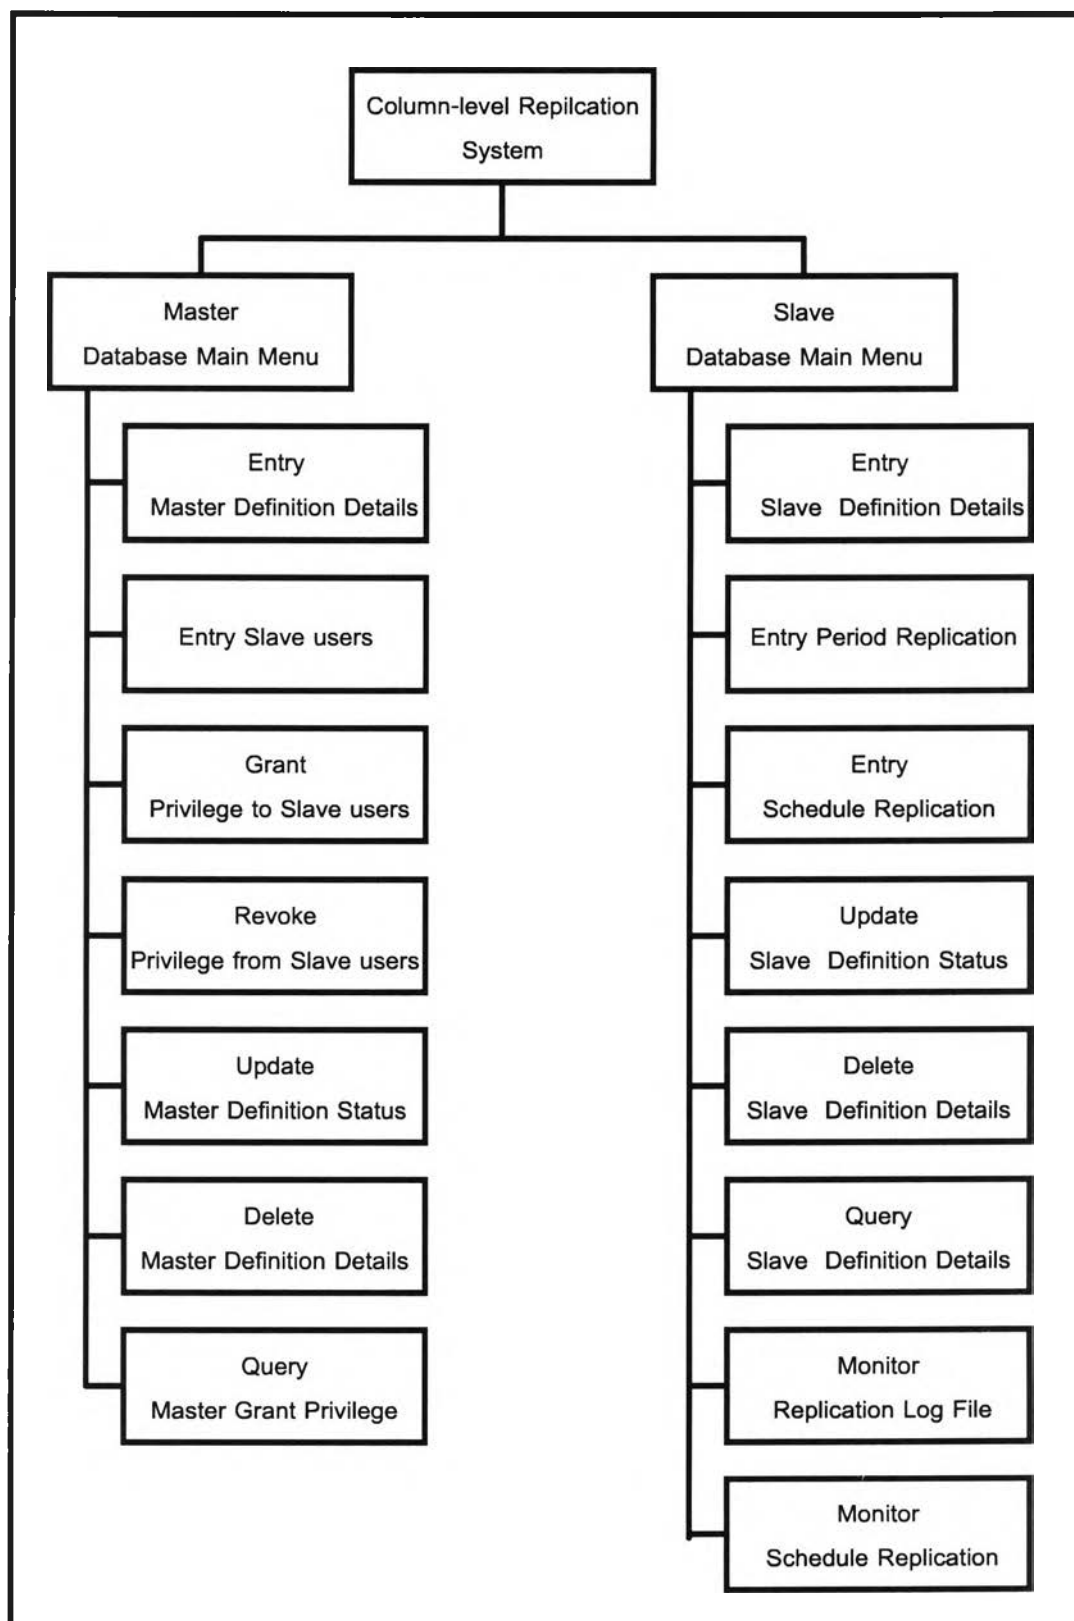 Column-level Repilcation
System
Master
Database Main Menu
Entry
Master Definition Details
Entry Slave users
Grant
Privilege to Slave users
Revoke
Privilege from Slave users
Update
Master Definition Status
Delete
Master Definition Details
Query
Master Grant Privilege
Slave
Database Main Menu
Entry
Slave Definition Details
Entry Period Replication
Entry
Schedule Replication
Update
Slave Definition Status
Delete
Slave Definition Details
Query
Slave Definition Details
Monitor
Replication Log File
Monitor
Schedule Replication